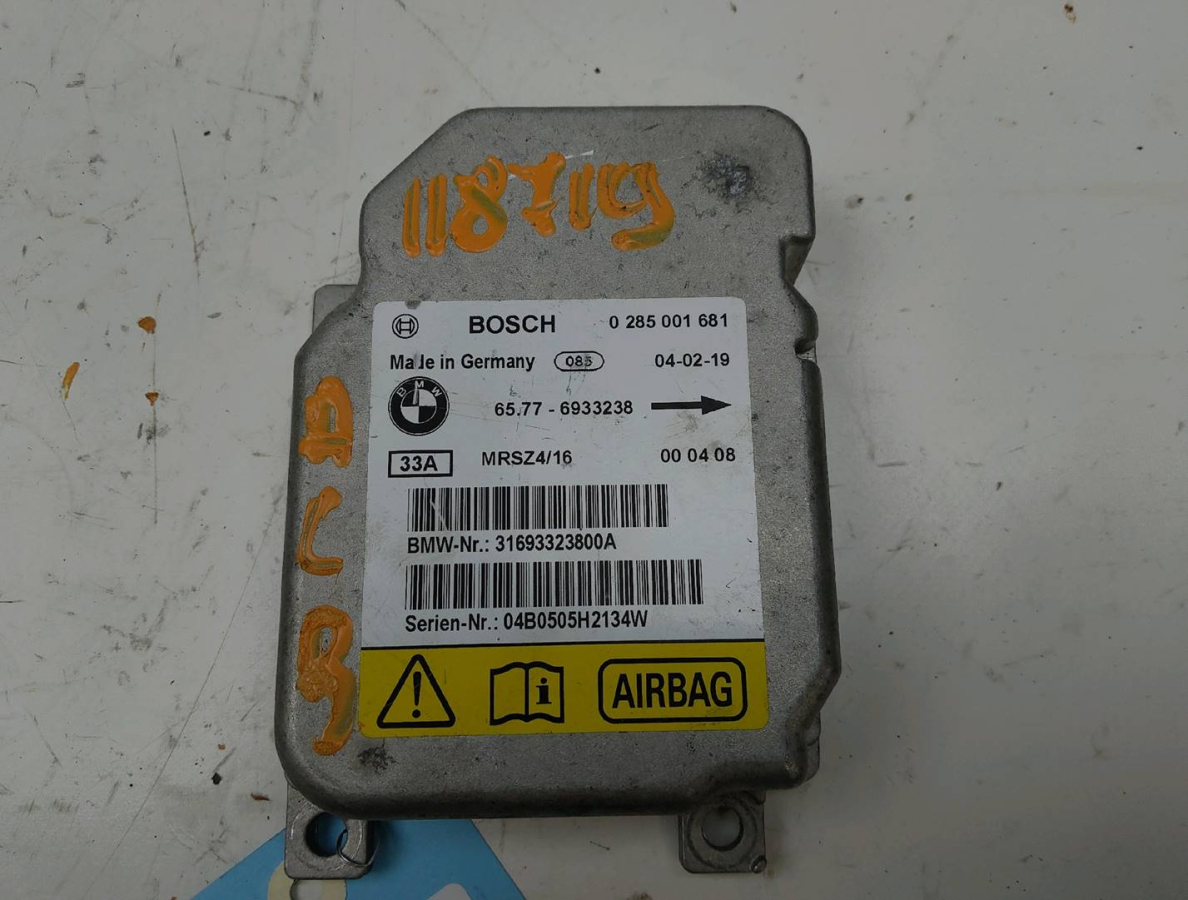 118719
BOSCH 0 285 001 681
Made in Germany 085 04-02-19
BMW
65.77 - 6933238
33A MRSZ4/16 00 04 08
BMW-Nr.: 31693323800A
Serien-Nr.: 04B0505H2134W
AIRBAG